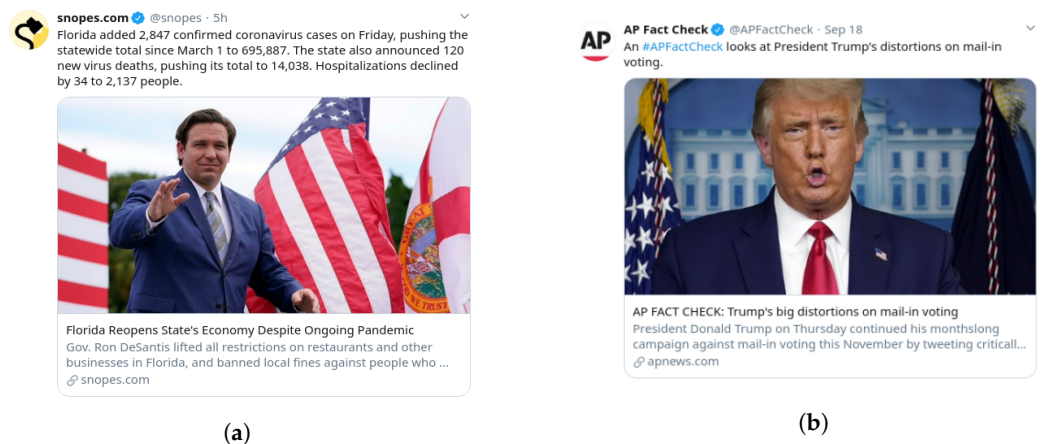 snopes.com @snopes · 5h
Florida added 2,847 confirmed coronavirus cases on Friday, pushing the
statewide total since March 1 to 695,887. The state also announced 120
new virus deaths, pushing its total to 14,038. Hospitalizations declined
by 34 to 2,137 people.
WE TRUST
Florida Reopens State's Economy Despite Ongoing Pandemic
Gov. Ron DeSantis lifted all restrictions on restaurants and other
businesses in Florida, and banned local fines against people who ...
snopes.com
(a)
AP
AP Fact Check @APFactCheck · Sep 18
An #APFactCheck looks at President Trump's distortions on mail-in
voting.
AP FACT CHECK: Trump's big distortions on mail-in voting
President Donald Trump on Thursday continued his monthslong
campaign against mail-in voting this November by tweeting criticall...
apnews.com
(b)